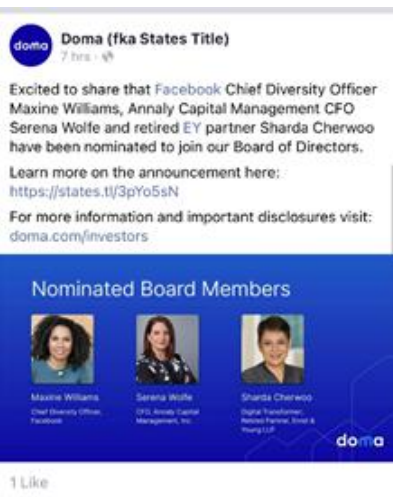 doma
Doma (fka States Title)
7 hrs ·
Excited to share that Facebook Chief Diversity Officer
Maxine Williams, Annaly Capital Management CFO
Serena Wolfe and retired EY partner Sharda Cherwoo
have been nominated to join our Board of Directors.
Learn more on the announcement here:
https://states.tl/3pYo5sN
For more information and important disclosures visit:
doma.com/investors
Nominated Board Members
Maxine Williams
Chief Diversity Officer,
Facebook
Serena Wolfe
CFO, Annaly Capital
Management, Inc.
Sharda Cherwoo
Digital Transformer,
Retired Partner, Ernst &
Young LLP
doma
1 Like